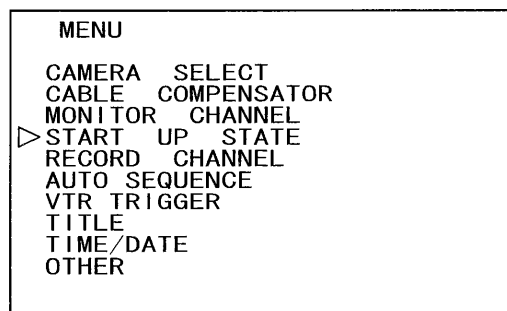 MENU
CAMERA SELECT
CABLE COMPENSATOR
MONITOR CHANNEL
▷START UP STATE
RECORD CHANNEL
AUTO SEQUENCE
VTR TRIGGER
TITLE
TIME/DATE
OTHER